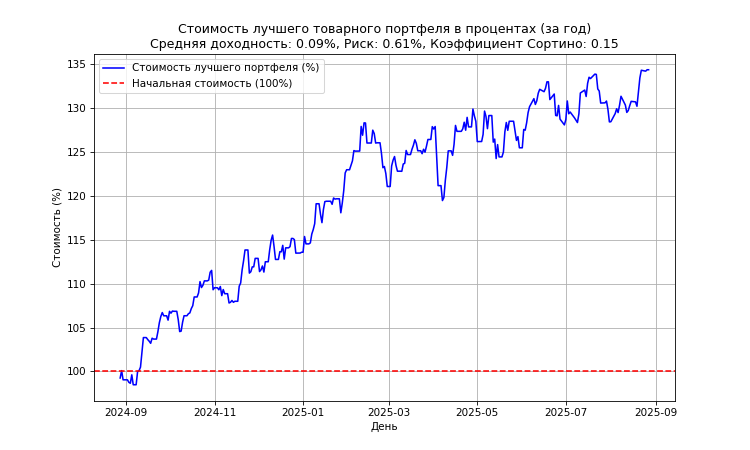 Стоимость лучшего товарного портфеля в процентах (за год)
Средняя доходность: 0.09%, Риск: 0.61%, Коэффициент Сортино: 0.15
Стоимость лучшего портфеля (%)
Начальная стоимость (100%)
Стоимость (%)
135
130
125
120
115
110
105
100
2024-09
2024-11
2025-01
2025-03
2025-05
2025-07
2025-09
День